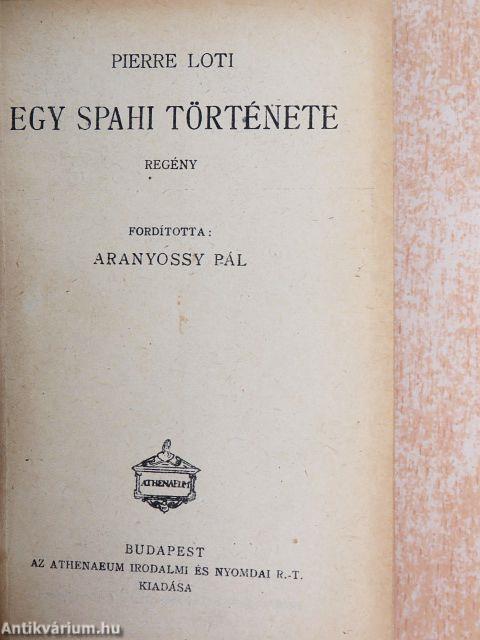 PIERRE LOTI
EGY SPAHI TÖRTÉNETE
REGÉNY
FORDÍTOTTA:
ARANYOSSY PÁL
ATHENAEUM
BUDAPEST
AZ ATHENAEUM IRODALMI ÉS NYOMDAI R.-T.
KIADÁSA
Antikvárium.hu